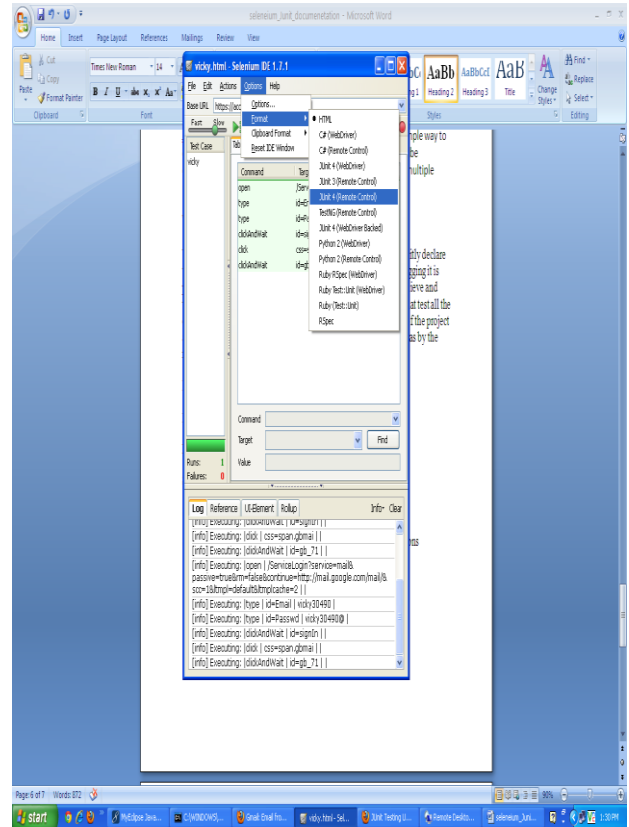 selereium_Junit_documenetation - Microsoft Word
Home Insert Page Layout References Mailings Review View
Cut
Copy
Paste
Format Painter
Clipboard
Times New Roman 14
Font
AaBb AaBbCcI AaB
Heading 2 Heading 3 Title
Change Styles
Styles
Find
Replace
Select
Editing
vicky.html - Selenium IDE 1.7.1
File Edit Actions Options Help
Base URL
Fast Slow
Test Case
vicky
Options...
Format
Clipboard Format
Reset IDE Window
HTML
C# (WebDriver)
C# (Remote Control)
JUnit 4 (WebDriver)
JUnit 3 (Remote Control)
JUnit 4 (Remote Control)
TestNG (Remote Control)
JUnit 4 (WebDriver Backed)
Python 2 (WebDriver)
Python 2 (Remote Control)
Ruby RSpec (WebDriver)
Ruby Test::Unit (WebDriver)
Ruby (Test::Unit)
RSpec
Command
open
type
type
clickAndWait
click
clickAndWait
Command
Target Find
Value
Runs: 1
Failures: 0
Log Reference UI-Element Rollup Info Clear
[info] Executing: |clickAndWait | id=signIn | |
[info] Executing: |click | css=span.gbmai | |
[info] Executing: |clickAndWait | id=gb_71 | |
[info] Executing: |open | /ServiceLogin?service=mail&
passive=true&rm=false&continue=http://mail.google.com/mail/&
scc=1&ltmpl=default&ltmplcache=2 | |
[info] Executing: |type | id=Email | vicky30490 |
[info] Executing: |type | id=Passwd | vicky30490@ |
[info] Executing: |clickAndWait | id=signIn | |
[info] Executing: |click | css=span.gbmai | |
[info] Executing: |clickAndWait | id=gb_71 | |
ple way to
be
multiple
itly declare
gging it is
ieve and
at test all the
f the project
as by the
ons
Page: 6 of 7 Words: 872 90%
start MyEclipse Java... C:\WINDOWS\... Gmail: Email fro... vicky.html - Sel... JUnit Testing U... Remote Deskto... selereium_Juni... 1:30 PM